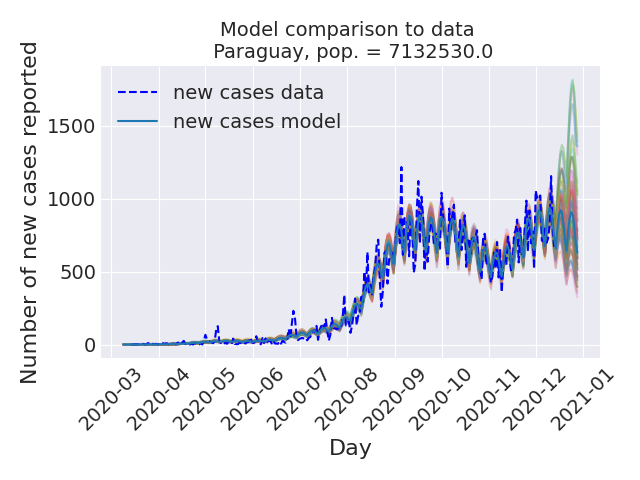 Model comparison to data
Paraguay, pop. = 7132530.0
Number of new cases reported
new cases data
new cases model
1500
1000
500
0
2020-03
2020-04
2020-05
2020-06
2020-07
2020-08
2020-09
2020-10
2020-11
2020-12
2021-01
Day